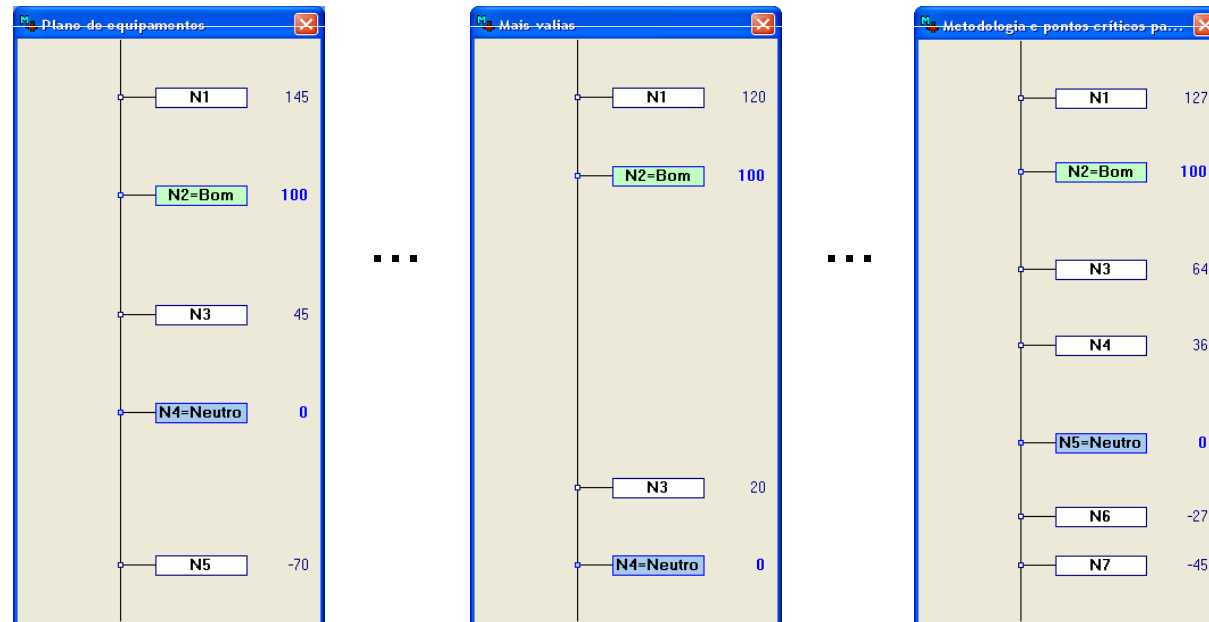 Plano de equipamentos
N1 145
N2=Bom 100
N3 45
N4=Neutro 0
N5 -70
...
Mais valias
N1 120
N2=Bom 100
N3 20
N4=Neutro 0
...
Metodologia e pontos críticos pa...
N1 127
N2=Bom 100
N3 64
N4 36
N5=Neutro 0
N6 -27
N7 -45